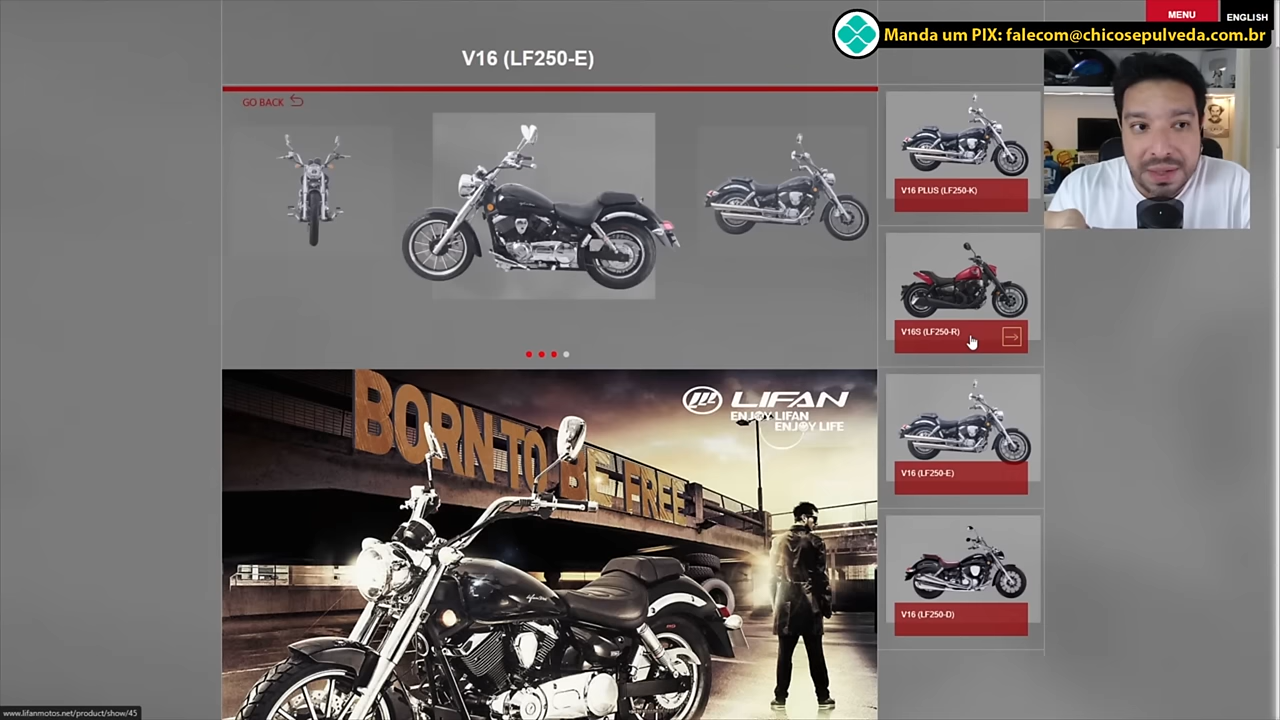 MENU
ENGLISH
Manda um PIX: falecom@chicosepulveda.com.br
V16 (LF250-E)
GO BACK
V16 PLUS (LF250-K)
V16S (LF250-R)
V16 (LF250-E)
V16 (LF250-D)
BORN TO BE FREE
LIFAN
ENJOY LIFAN
ENJOY LIFE
www.lifanmotos.net/product/show/45